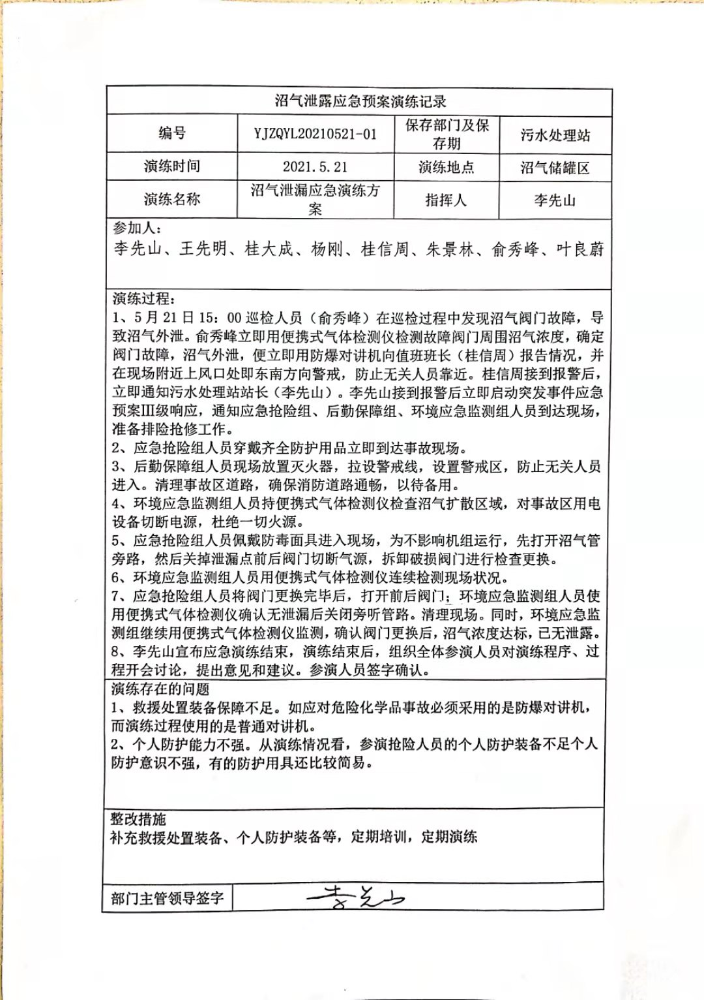 沼气泄露应急预案演练记录
编号 YJZQYL20210521-01 保存部门及保存期 污水处理站
演练时间 2021.5.21 演练地点 沼气储罐区
演练名称 沼气泄漏应急演练方案 指挥人 李先山
参加人：
李先山、王先明、桂大成、杨刚、桂信周、朱景林、俞秀峰、叶良蔚
演练过程：
1、5月21日15：00巡检人员（俞秀峰）在巡检过程中发现沼气阀门故障，导
致沼气外泄。俞秀峰立即用便携式气体检测仪检测故障阀门周围沼气浓度，确定
阀门故障，沼气外泄，便立即用防爆对讲机向值班班长（桂信周）报告情况，并
在现场附近上风口处即东南方向警戒，防止无关人员靠近。桂信周接到报警后，
立即通知污水处理站站长（李先山）。李先山接到报警后立即启动突发事件应急
预案Ⅲ级响应，通知应急抢险组、后勤保障组、环境应急监测组人员到达现场，
准备排险抢修工作。
2、应急抢险组人员穿戴齐全防护用品立即到达事故现场。
3、后勤保障组人员现场放置灭火器，拉设警戒线，设置警戒区，防止无关人员
进入。清理事故区道路，确保消防道路通畅，以待备用。
4、环境应急监测组人员持便携式气体检测仪检查沼气扩散区域，对事故区用电
设备切断电源，杜绝一切火源。
5、应急抢险组人员佩戴防毒面具进入现场，为不影响机组运行，先打开沼气管
旁路，然后关掉泄漏点前后阀门切断气源，拆卸破损阀门进行检查更换。
6、环境应急监测组人员用便携式气体检测仪连续检测现场状况。
7、应急抢险组人员将阀门更换完毕后，打开前后阀门；环境应急监测组人员使
用便携式气体检测仪确认无泄漏后关闭旁听管路。清理现场。同时，环境应急监
测组继续用便携式气体检测仪监测，确认阀门更换后，沼气浓度达标，已无泄露。
8、李先山宣布应急演练结束，演练结束后，组织全体参演人员对演练程序、过
程开会讨论，提出意见和建议。参演人员签字确认。
演练存在的问题
1、救援处置装备保障不足。如应对危险化学品事故必须采用的是防爆对讲机，
而演练过程使用的是普通对讲机。
2、个人防护能力不强。从演练情况看，参演抢险人员的个人防护装备不足个人
防护意识不强，有的防护用具还比较简易。
整改措施
补充救援处置装备、个人防护装备等，定期培训，定期演练
部门主管领导签字 李先山